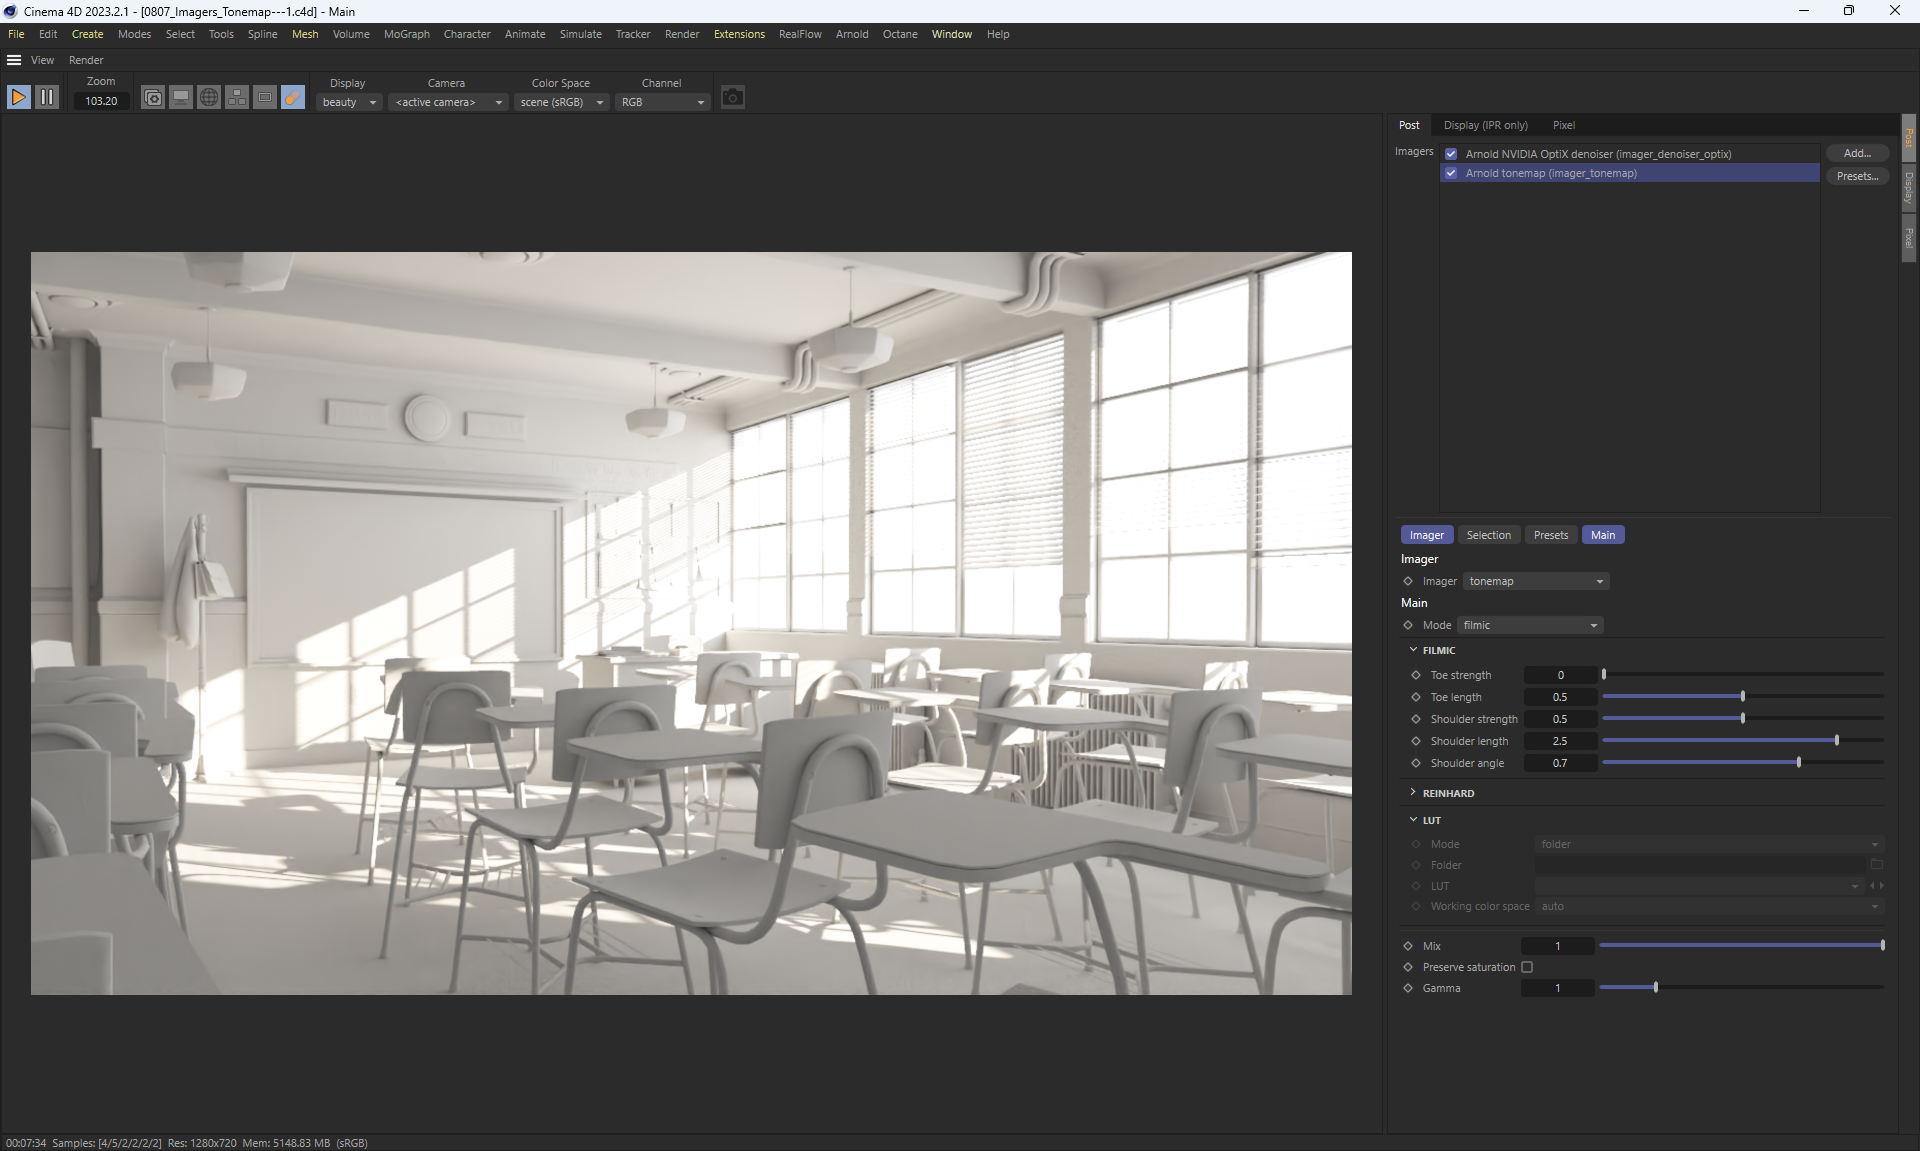 Cinema 4D 2023.2.1 - [0807_Imagers_Tonemap---1.c4d] - Main
File Edit Create Modes Select Tools Spline Mesh Volume MoGraph Character Animate Simulate Tracker Render Extensions RealFlow Arnold Octane Window Help
View Render
Zoom Display Camera Color Space Channel
103.20 beauty <active camera> scene (sRGB) RGB
Post Display (IPR only) Pixel
Imagers Arnold NVIDIA OptiX denoiser (imager_denoiser_optix) Add...
Arnold tonemap (imager_tonemap) Presets...
Post
Display
Pixel
Imager Selection Presets Main
Imager
Imager tonemap
Main
Mode filmic
FILMIC
Toe strength 0
Toe length 0.5
Shoulder strength 0.5
Shoulder length 2.5
Shoulder angle 0.7
REINHARD
LUT
Mode folder
Folder
LUT
Working color space auto
Mix 1
Preserve saturation
Gamma 1
00:07:34 Samples: [4/5/2/2/2/2] Res: 1280x720 Mem: 5148.83 MB (sRGB)